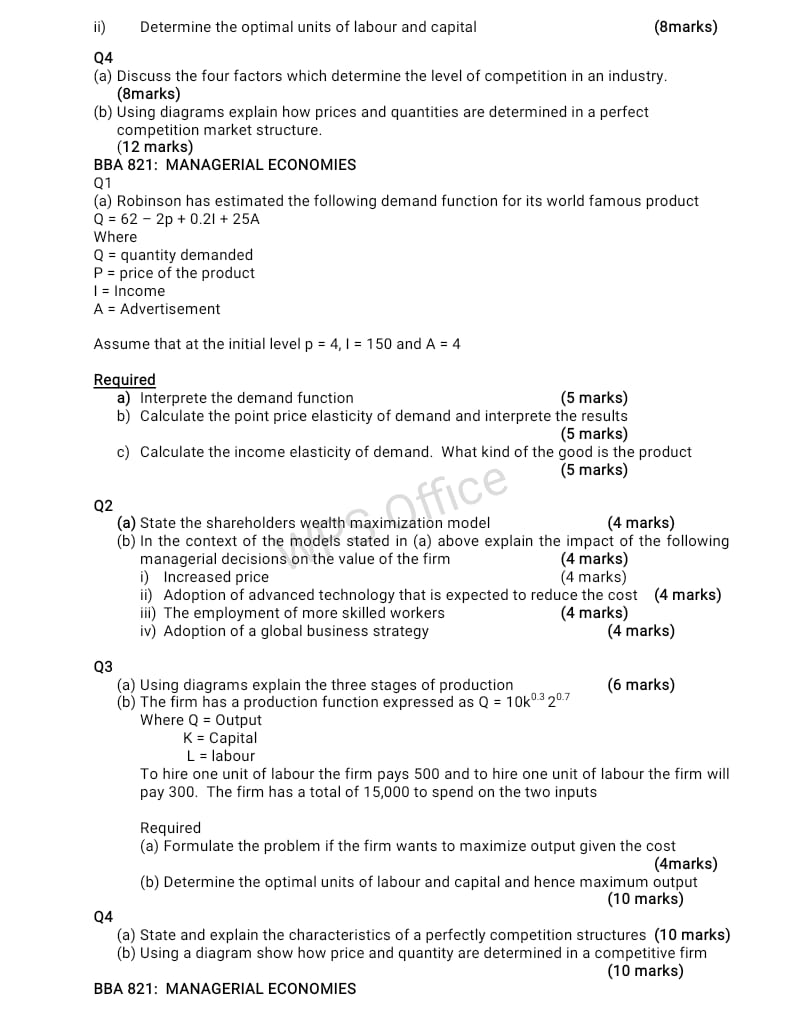 ii) Determine the optimal units of labour and capital (8marks)
Q4
(a) Discuss the four factors which determine the level of competition in an industry.
(8marks)
(b) Using diagrams explain how prices and quantities are determined in a perfect
competition market structure.
(12 marks)
BBA 821: MANAGERIAL ECONOMIES
Q1
(a) Robinson has estimated the following demand function for its world famous product
Q = 62 – 2p + 0.2I + 25A
Where
Q = quantity demanded
P = price of the product
I = Income
A = Advertisement
Assume that at the initial level p = 4, I = 150 and A = 4
Required
a) Interprete the demand function (5 marks)
b) Calculate the point price elasticity of demand and interprete the results
(5 marks)
c) Calculate the income elasticity of demand. What kind of the good is the product
(5 marks)
Q2
(a) State the shareholders wealth maximization model (4 marks)
(b) In the context of the models stated in (a) above explain the impact of the following
managerial decisions on the value of the firm (4 marks)
i) Increased price (4 marks)
ii) Adoption of advanced technology that is expected to reduce the cost (4 marks)
iii) The employment of more skilled workers (4 marks)
iv) Adoption of a global business strategy (4 marks)
WPS Office
Q3
(a) Using diagrams explain the three stages of production (6 marks)
(b) The firm has a production function expressed as Q = 10k^0.3 2^0.7
Where Q = Output
K = Capital
L = labour
To hire one unit of labour the firm pays 500 and to hire one unit of labour the firm will
pay 300. The firm has a total of 15,000 to spend on the two inputs
Required
(a) Formulate the problem if the firm wants to maximize output given the cost
(4marks)
(b) Determine the optimal units of labour and capital and hence maximum output
(10 marks)
Q4
(a) State and explain the characteristics of a perfectly competition structures (10 marks)
(b) Using a diagram show how price and quantity are determined in a competitive firm
(10 marks)
BBA 821: MANAGERIAL ECONOMIES